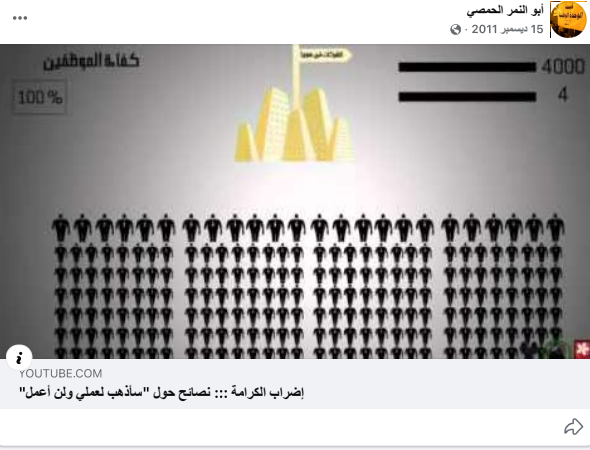 أبو النمر الحمصي
15 ديسمبر 2011 ·
كفاءة الموظفين
100 %
4000
4
YOUTUBE.COM
إضراب الكرامة ::: نصائح حول "سأذهب لعملي ولن أعمل"